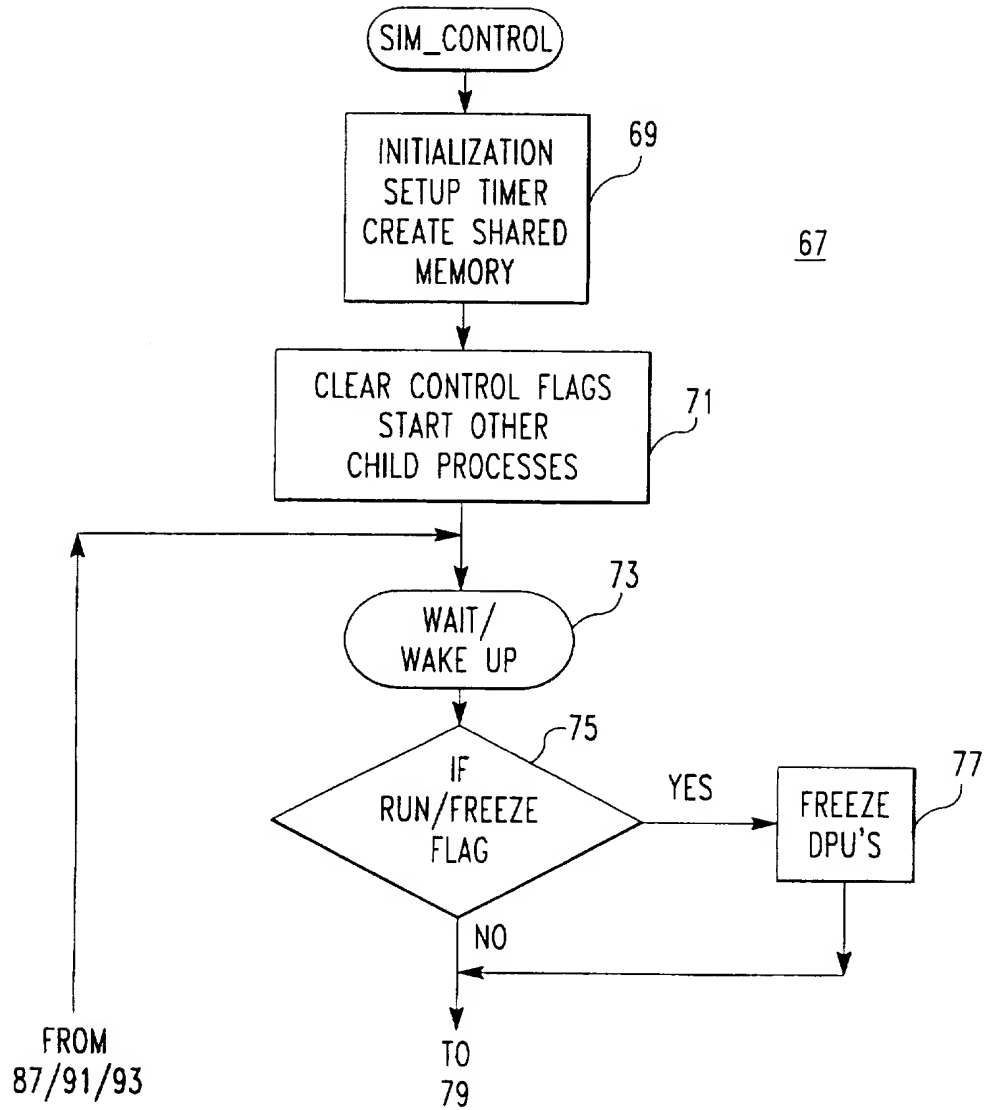 SIM_CONTROL
INITIALIZATION
SETUP TIMER
CREATE SHARED
MEMORY
69
67
CLEAR CONTROL FLAGS
START OTHER
CHILD PROCESSES
71
WAIT/
WAKE UP
73
IF
RUN/FREEZE
FLAG
75
YES
FREEZE
DPU'S
77
NO
FROM
87/91/93
TO
79